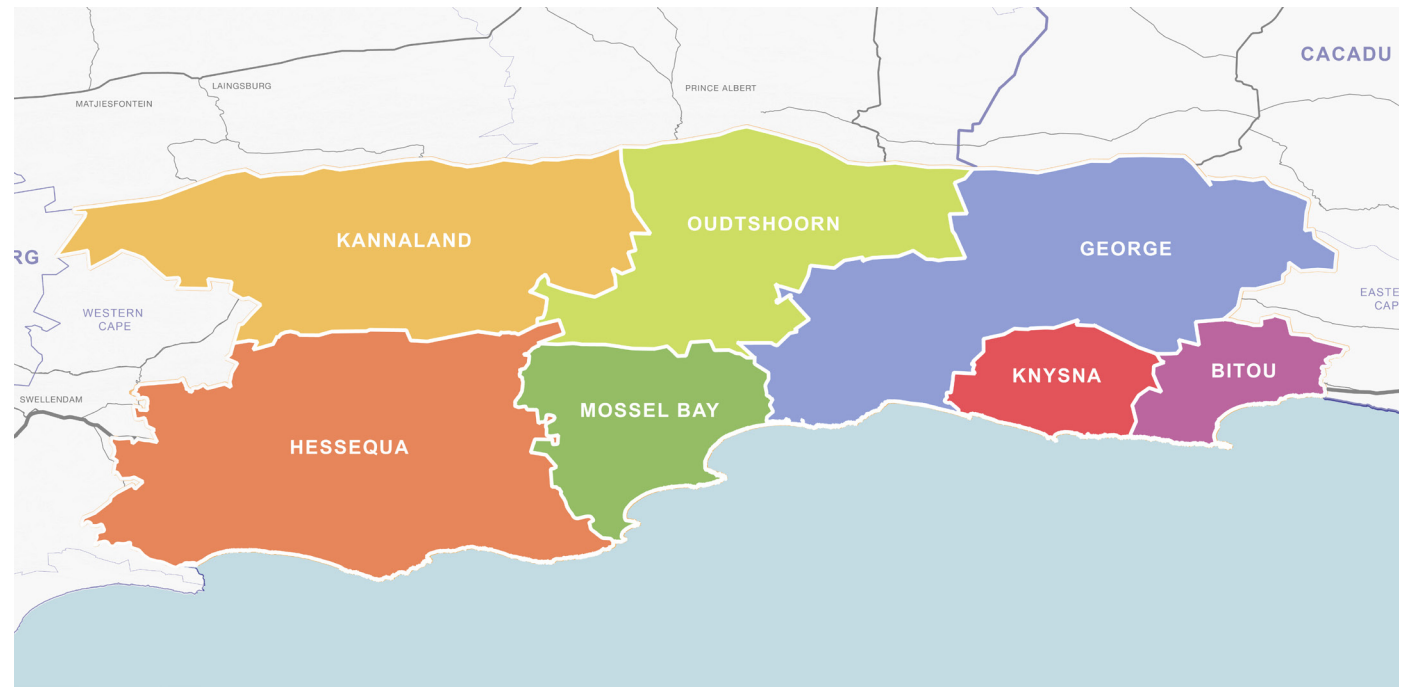 CACADU
LAINGSBURG
PRINCE ALBERT
MATJIESFONTEIN
OUDTSHOORN
KANNALAND
GEORGE
RG
EASTE
CAP
WESTERN
CAPE
BITOU
KNYSNA
SWELLENDAM
MOSSEL BAY
HESSEQUA